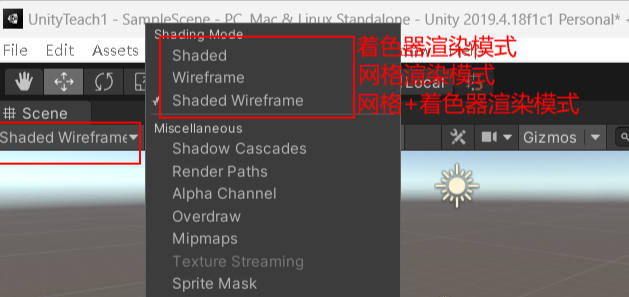 UnityTeach1 - SampleScene - PC, Mac & Linux Standalone - Unity 2019.4.18f1c1 Personal*
File Edit Assets
Shading Mode
Shaded 着色器渲染模式
Wireframe 网格渲染模式
Local
Shaded Wireframe 网格+着色器渲染模式
Scene
Shaded Wireframe
Miscellaneous
Gizmos
Shadow Cascades
Render Paths
Alpha Channel
Overdraw
Mipmaps
Texture Streaming
Sprite Mask